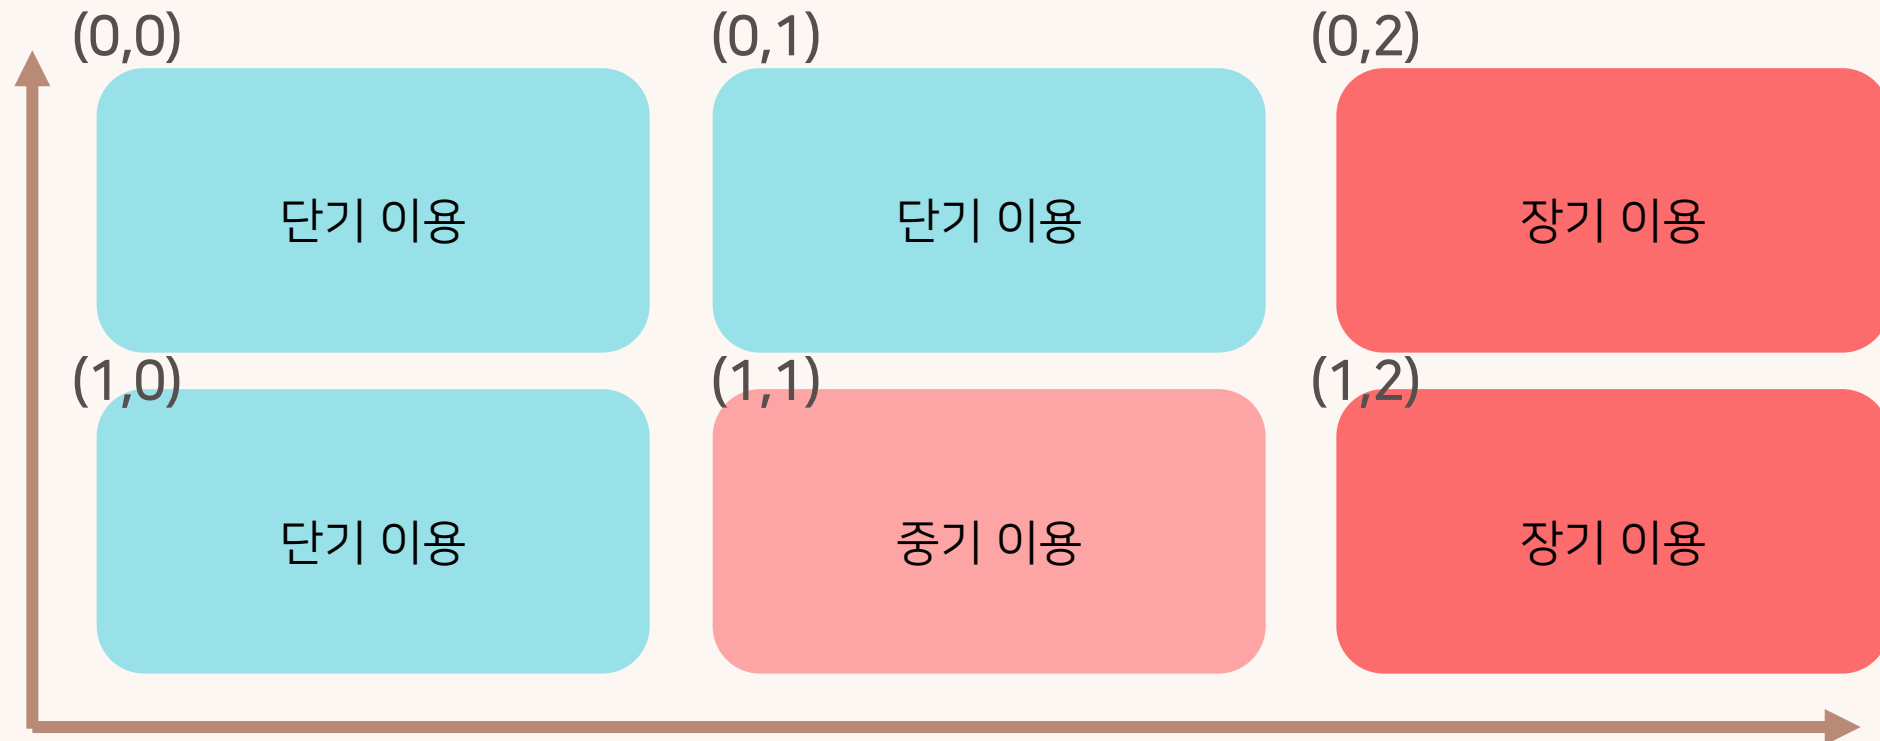 (0,0) (0,1) (0,2)
단기 이용 단기 이용 장기 이용
(1,0) (1,1) (1,2)
단기 이용 중기 이용 장기 이용